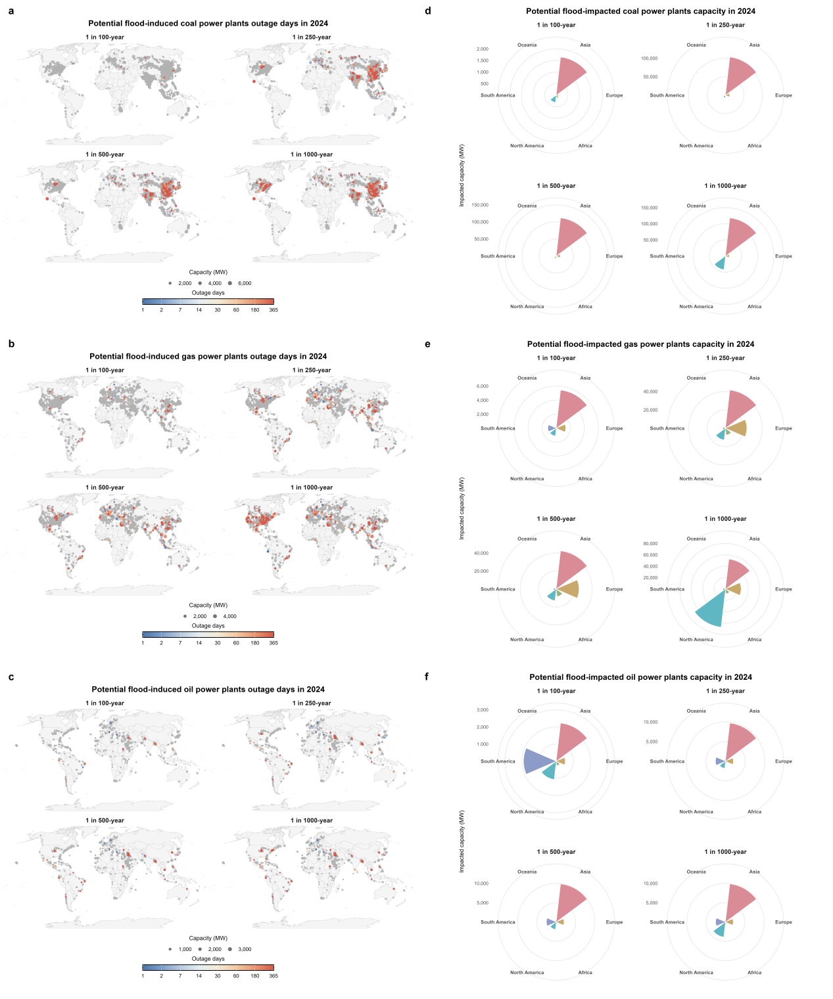 a
Potential flood-induced coal power plants outage days in 2024
1 in 100-year
1 in 250-year
1 in 500-year
1 in 1000-year
Capacity (MW)
2,000 4,000 6,000
Outage days
1 2 7 14 30 60 180 365
b
Potential flood-induced gas power plants outage days in 2024
1 in 100-year
1 in 250-year
1 in 500-year
1 in 1000-year
Capacity (MW)
2,000 4,000
Outage days
1 2 7 14 30 60 180 365
c
Potential flood-induced oil power plants outage days in 2024
1 in 100-year
1 in 250-year
1 in 500-year
1 in 1000-year
Capacity (MW)
1,000 2,000 3,000
Outage days
1 2 7 14 30 60 180 365
d
Potential flood-impacted coal power plants capacity in 2024
Impacted capacity (MW)
1 in 100-year
2,000
1,500
1,000
500
Oceania
Asia
South America
Europe
North America
Africa
1 in 250-year
100,000
50,000
Oceania
Asia
South America
Europe
North America
Africa
1 in 500-year
150,000
100,000
50,000
Oceania
Asia
South America
Europe
North America
Africa
1 in 1000-year
150,000
100,000
50,000
Oceania
Asia
South America
Europe
North America
Africa
e
Potential flood-impacted gas power plants capacity in 2024
Impacted capacity (MW)
1 in 100-year
6,000
4,000
2,000
Oceania
Asia
South America
Europe
North America
Africa
1 in 250-year
40,000
20,000
Oceania
Asia
South America
Europe
North America
Africa
1 in 500-year
40,000
20,000
Oceania
Asia
South America
Europe
North America
Africa
1 in 1000-year
80,000
60,000
40,000
20,000
Oceania
Asia
South America
Europe
North America
Africa
f
Potential flood-impacted oil power plants capacity in 2024
Impacted capacity (MW)
1 in 100-year
3,000
2,000
1,000
Oceania
Asia
South America
Europe
North America
Africa
1 in 250-year
10,000
5,000
Oceania
Asia
South America
Europe
North America
Africa
1 in 500-year
10,000
5,000
Oceania
Asia
South America
Europe
North America
Africa
1 in 1000-year
10,000
5,000
Oceania
Asia
South America
Europe
North America
Africa